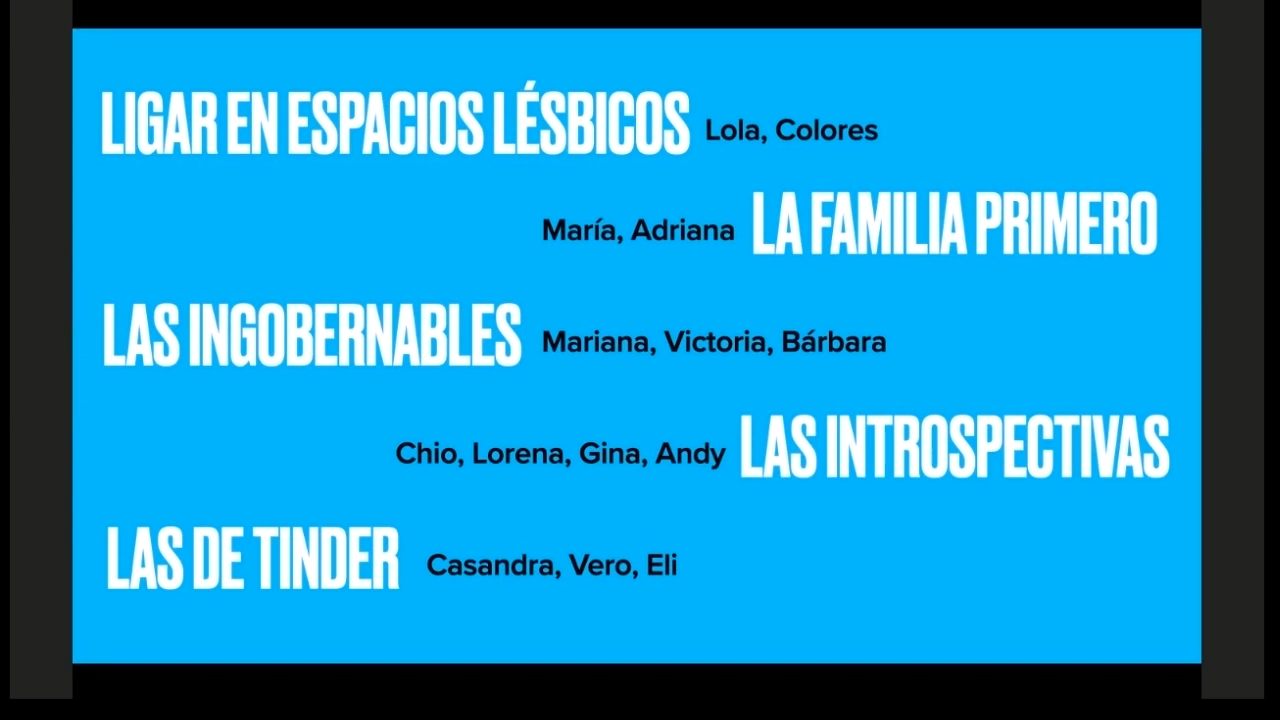 LIGAR EN ESPACIOS LÉSBICOS Lola, Colores
María, Adriana LA FAMILIA PRIMERO
LAS INGOBERNABLES Mariana, Victoria, Bárbara
Chio, Lorena, Gina, Andy LAS INTROSPECTIVAS
LAS DE TINDER Casandra, Vero, Eli